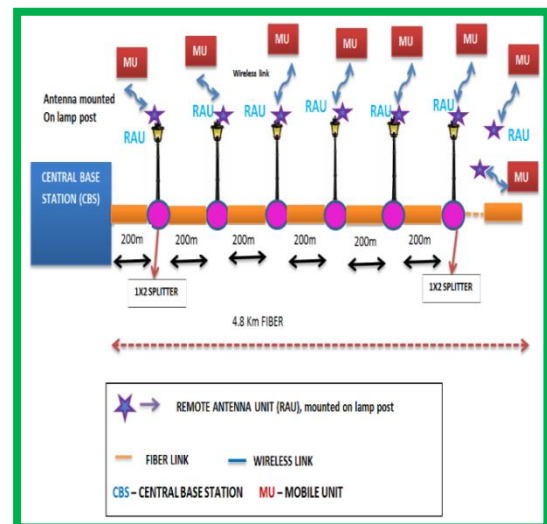 MU
MU
MU
MU
MU
MU
MU
Wireless link
Antenna mounted
On lamp post
RAU
RAU
RAU
RAU
RAU
RAU
RAU
CENTRAL BASE
STATION (CBS)
MU
200m
200m
200m
200m
200m
200m
1X2 SPLITTER
1X2 SPLITTER
4.8 Km FIBER
REMOTE ANTENNA UNIT (RAU), mounted on lamp post
FIBER LINK
WIRELESS LINK
CBS – CENTRAL BASE STATION
MU – MOBILE UNIT